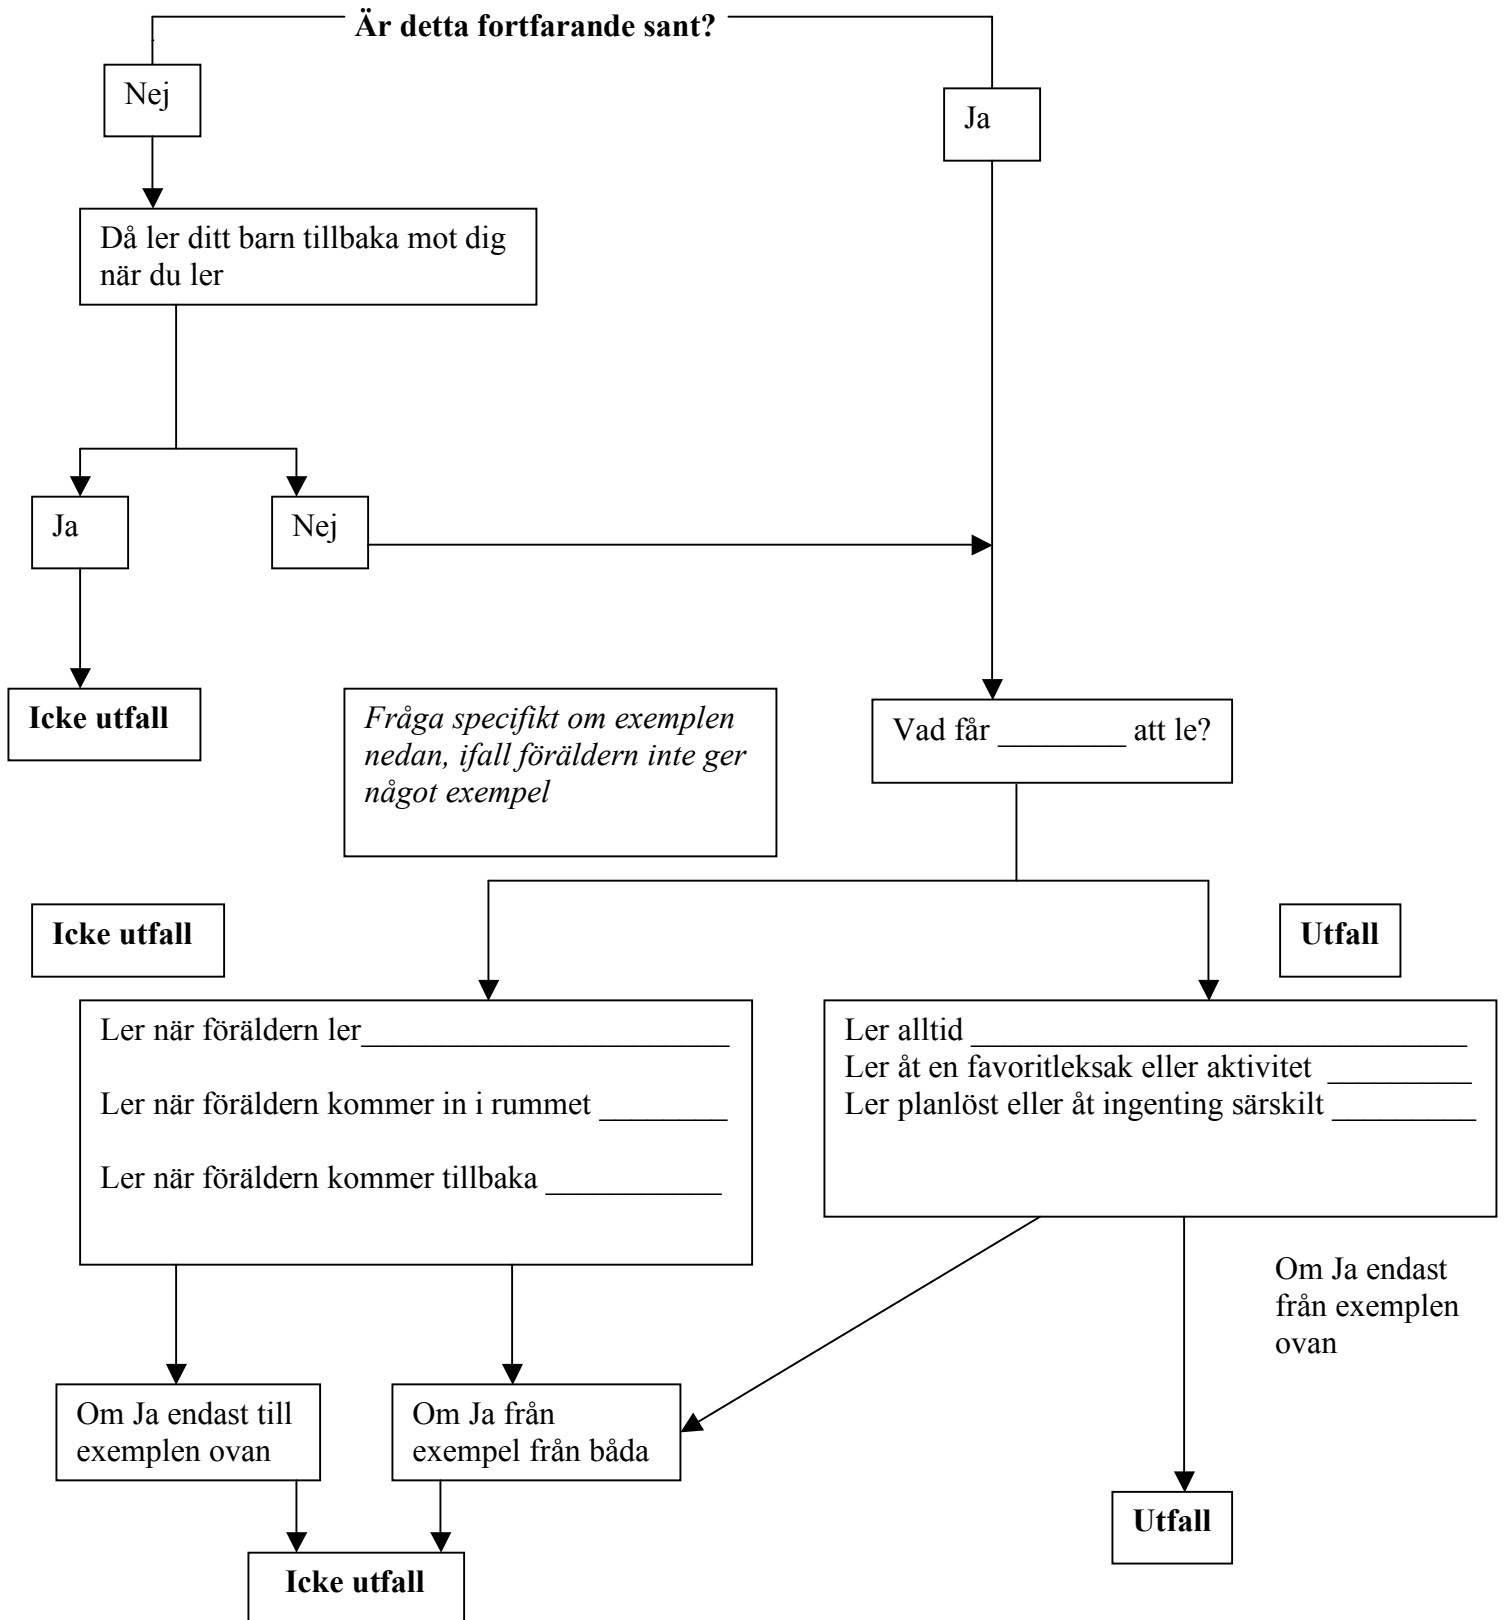 Är detta fortfarande sant?
Nej
Ja
Då ler ditt barn tillbaka mot dig
när du ler
Ja
Nej
Icke utfall
Fråga specifikt om exemplen
nedan, ifall föräldern inte ger
något exempel
Vad får ________ att le?
Icke utfall
Utfall
Ler när föräldern ler_______________________
Ler när föräldern kommer in i rummet ________
Ler när föräldern kommer tillbaka ___________
Ler alltid _______________________________
Ler åt en favoritleksak eller aktivitet _________
Ler planlöst eller åt ingenting särskilt _________
Om Ja endast
från exemplen
ovan
Om Ja endast till
exemplen ovan
Om Ja från
exempel från båda
Utfall
Icke utfall